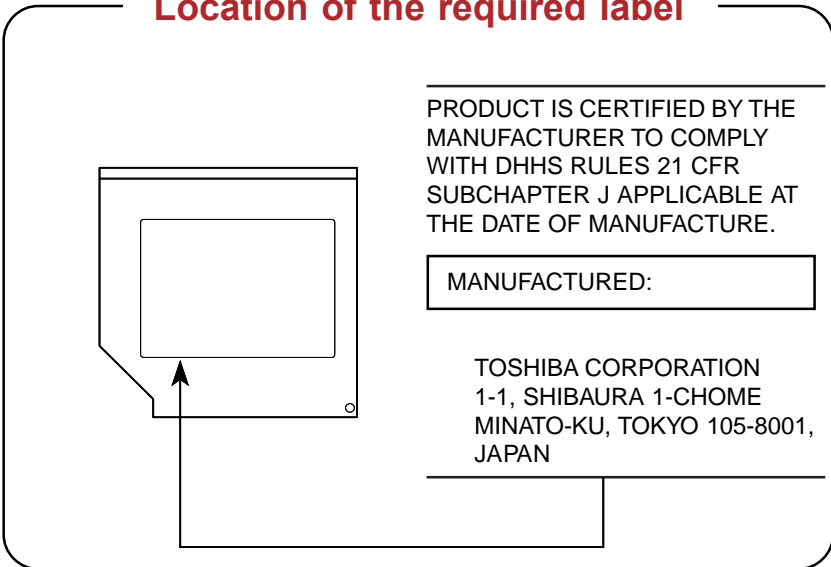 Location of the required label
PRODUCT IS CERTIFIED BY THE
MANUFACTURER TO COMPLY
WITH DHHS RULES 21 CFR
SUBCHAPTER J APPLICABLE AT
THE DATE OF MANUFACTURE.
MANUFACTURED:
TOSHIBA CORPORATION
1-1, SHIBAURA 1-CHOME
MINATO-KU, TOKYO 105-8001,
JAPAN